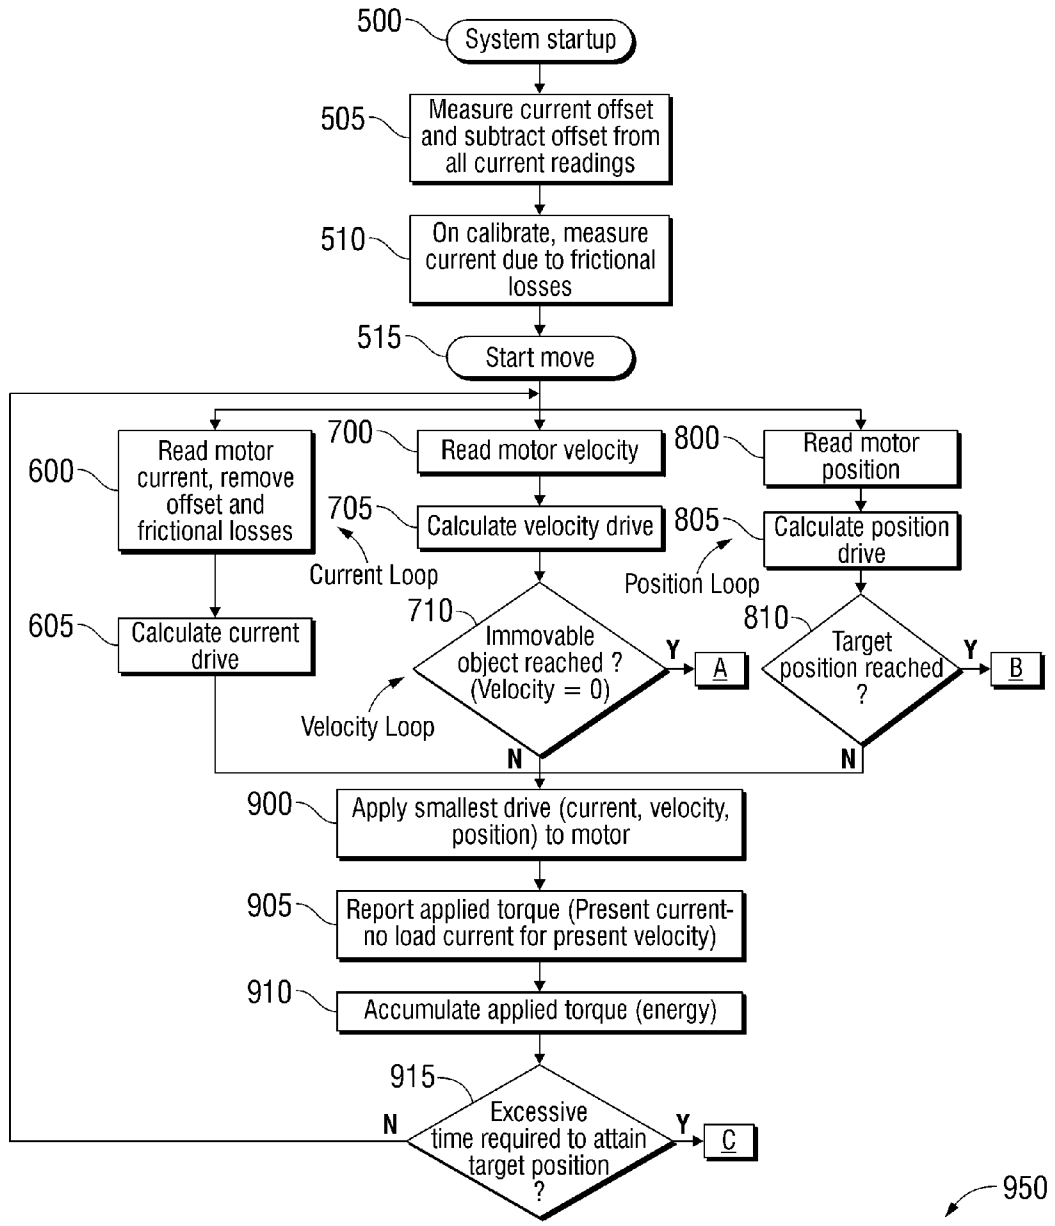 500
System startup
505
Measure current offset
and subtract offset from
all current readings
510
On calibrate, measure
current due to frictional
losses
515
Start move
600
Read motor
current, remove
offset and
frictional losses
700
Read motor velocity
800
Read motor
position
705
Calculate velocity drive
805
Calculate position
drive
Current Loop
Position Loop
605
Calculate current
drive
710
Immovable
object reached ?
(Velocity = 0)
Y
A
810
Target
position reached
?
Y
B
Velocity Loop
N
N
900
Apply smallest drive (current, velocity,
position) to motor
905
Report applied torque (Present current-
no load current for present velocity)
910
Accumulate applied torque (energy)
915
Excessive
time required to attain
target position
?
N
Y
C
950